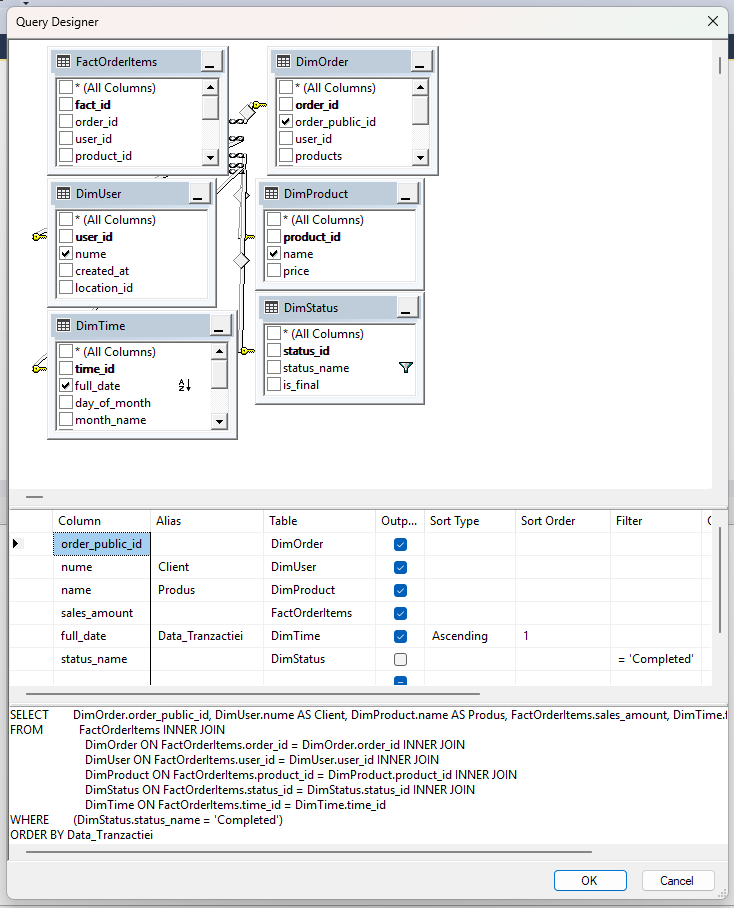 Query Designer
FactOrderItems
* (All Columns)
fact_id
order_id
user_id
product_id
DimOrder
* (All Columns)
order_id
order_public_id
user_id
products
DimUser
* (All Columns)
user_id
nume
created_at
location_id
DimProduct
* (All Columns)
product_id
name
price
DimTime
* (All Columns)
time_id
full_date
day_of_month
month_name
DimStatus
* (All Columns)
status_id
status_name
is_final
Column Alias Table Outp... Sort Type Sort Order Filter
order_public_id DimOrder
nume Client DimUser
name Produs DimProduct
sales_amount FactOrderItems
full_date Data_Tranzactiei DimTime Ascending 1
status_name DimStatus = 'Completed'
SELECT DimOrder.order_public_id, DimUser.nume AS Client, DimProduct.name AS Produs, FactOrderItems.sales_amount, DimTime.f
FROM FactOrderItems INNER JOIN
DimOrder ON FactOrderItems.order_id = DimOrder.order_id INNER JOIN
DimUser ON FactOrderItems.user_id = DimUser.user_id INNER JOIN
DimProduct ON FactOrderItems.product_id = DimProduct.product_id INNER JOIN
DimStatus ON FactOrderItems.status_id = DimStatus.status_id INNER JOIN
DimTime ON FactOrderItems.time_id = DimTime.time_id
WHERE (DimStatus.status_name = 'Completed')
ORDER BY Data_Tranzactiei
OK Cancel